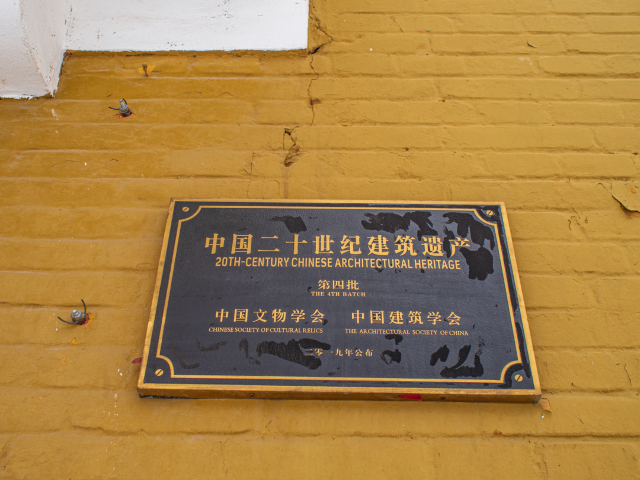 中国二十世纪建筑遗产
20TH-CENTURY CHINESE ARCHITECTURAL HERITAGE
第四批
THE 4TH BATCH
中国文物学会 中国建筑学会
CHINESE SOCIETY OF CULTURAL RELICS THE ARCHITECTURAL SOCIETY OF CHINA
二零一九年公布